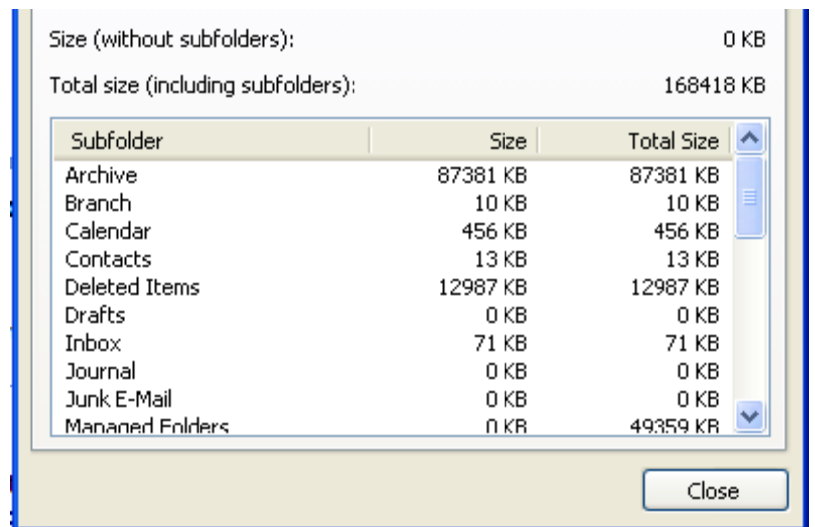 Size (without subfolders): 0 KB
Total size (including subfolders): 168418 KB
Subfolder Size Total Size
Archive 87381 KB 87381 KB
Branch 10 KB 10 KB
Calendar 456 KB 456 KB
Contacts 13 KB 13 KB
Deleted Items 12987 KB 12987 KB
Drafts 0 KB 0 KB
Inbox 71 KB 71 KB
Journal 0 KB 0 KB
Junk E-Mail 0 KB 0 KB
Managed Folders 0 KB 49359 KB
Close